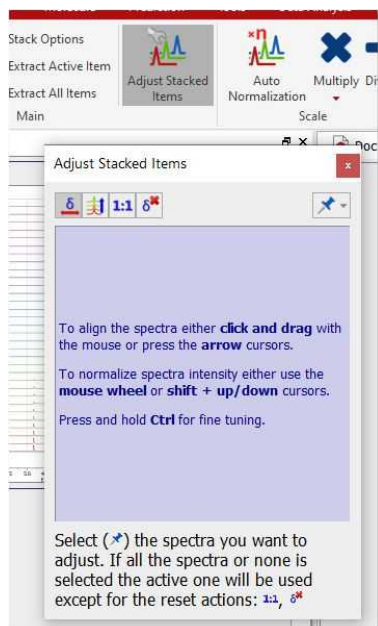 Stack Options
Extract Active Item
Extract All Items
Adjust Stacked
Items
×n
Auto
Normalization
Multiply
Main
Scale
Adjust Stacked Items
x
δ
1:1
δ
To align the spectra either click and drag with
the mouse or press the arrow cursors.
To normalize spectra intensity either use the
mouse wheel or shift + up/down cursors.
Press and hold Ctrl for fine tuning.
Select ( ) the spectra you want to
adjust. If all the spectra or none is
selected the active one will be used
except for the reset actions: 1:1, δ